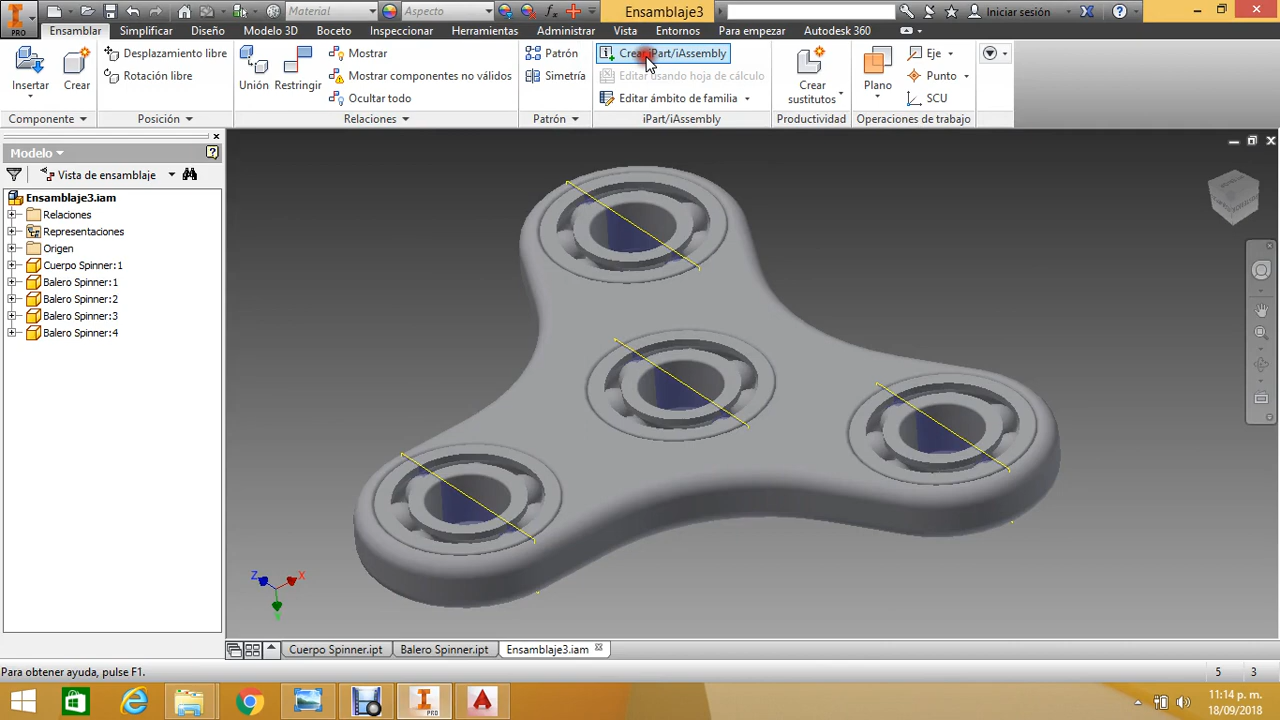 Material
Aspecto
Ensamblaje3
Iniciar sesión
PRO
Ensamblar
Simplificar
Diseño
Modelo 3D
Boceto
Inspeccionar
Herramientas
Administrar
Vista
Entornos
Para empezar
Autodesk 360
Insertar
Crear
Desplazamiento libre
Rotación libre
Unión
Restringir
Mostrar
Mostrar componentes no válidos
Ocultar todo
Patrón
Simetría
Crear iPart/iAssembly
Editar usando hoja de cálculo
Editar ámbito de familia
Crear
sustitutos
Plano
Eje
Punto
SCU
Componente
Posición
Relaciones
Patrón
iPart/iAssembly
Productividad
Operaciones de trabajo
Modelo
Vista de ensamblaje
Ensamblaje3.iam
Relaciones
Representaciones
Origen
Cuerpo Spinner:1
Balero Spinner:1
Balero Spinner:2
Balero Spinner:3
Balero Spinner:4
Z
X
Cuerpo Spinner.ipt
Balero Spinner.ipt
Ensamblaje3.iam
Para obtener ayuda, pulse F1.
5
3
PRO
11:14 p. m.
18/09/2018